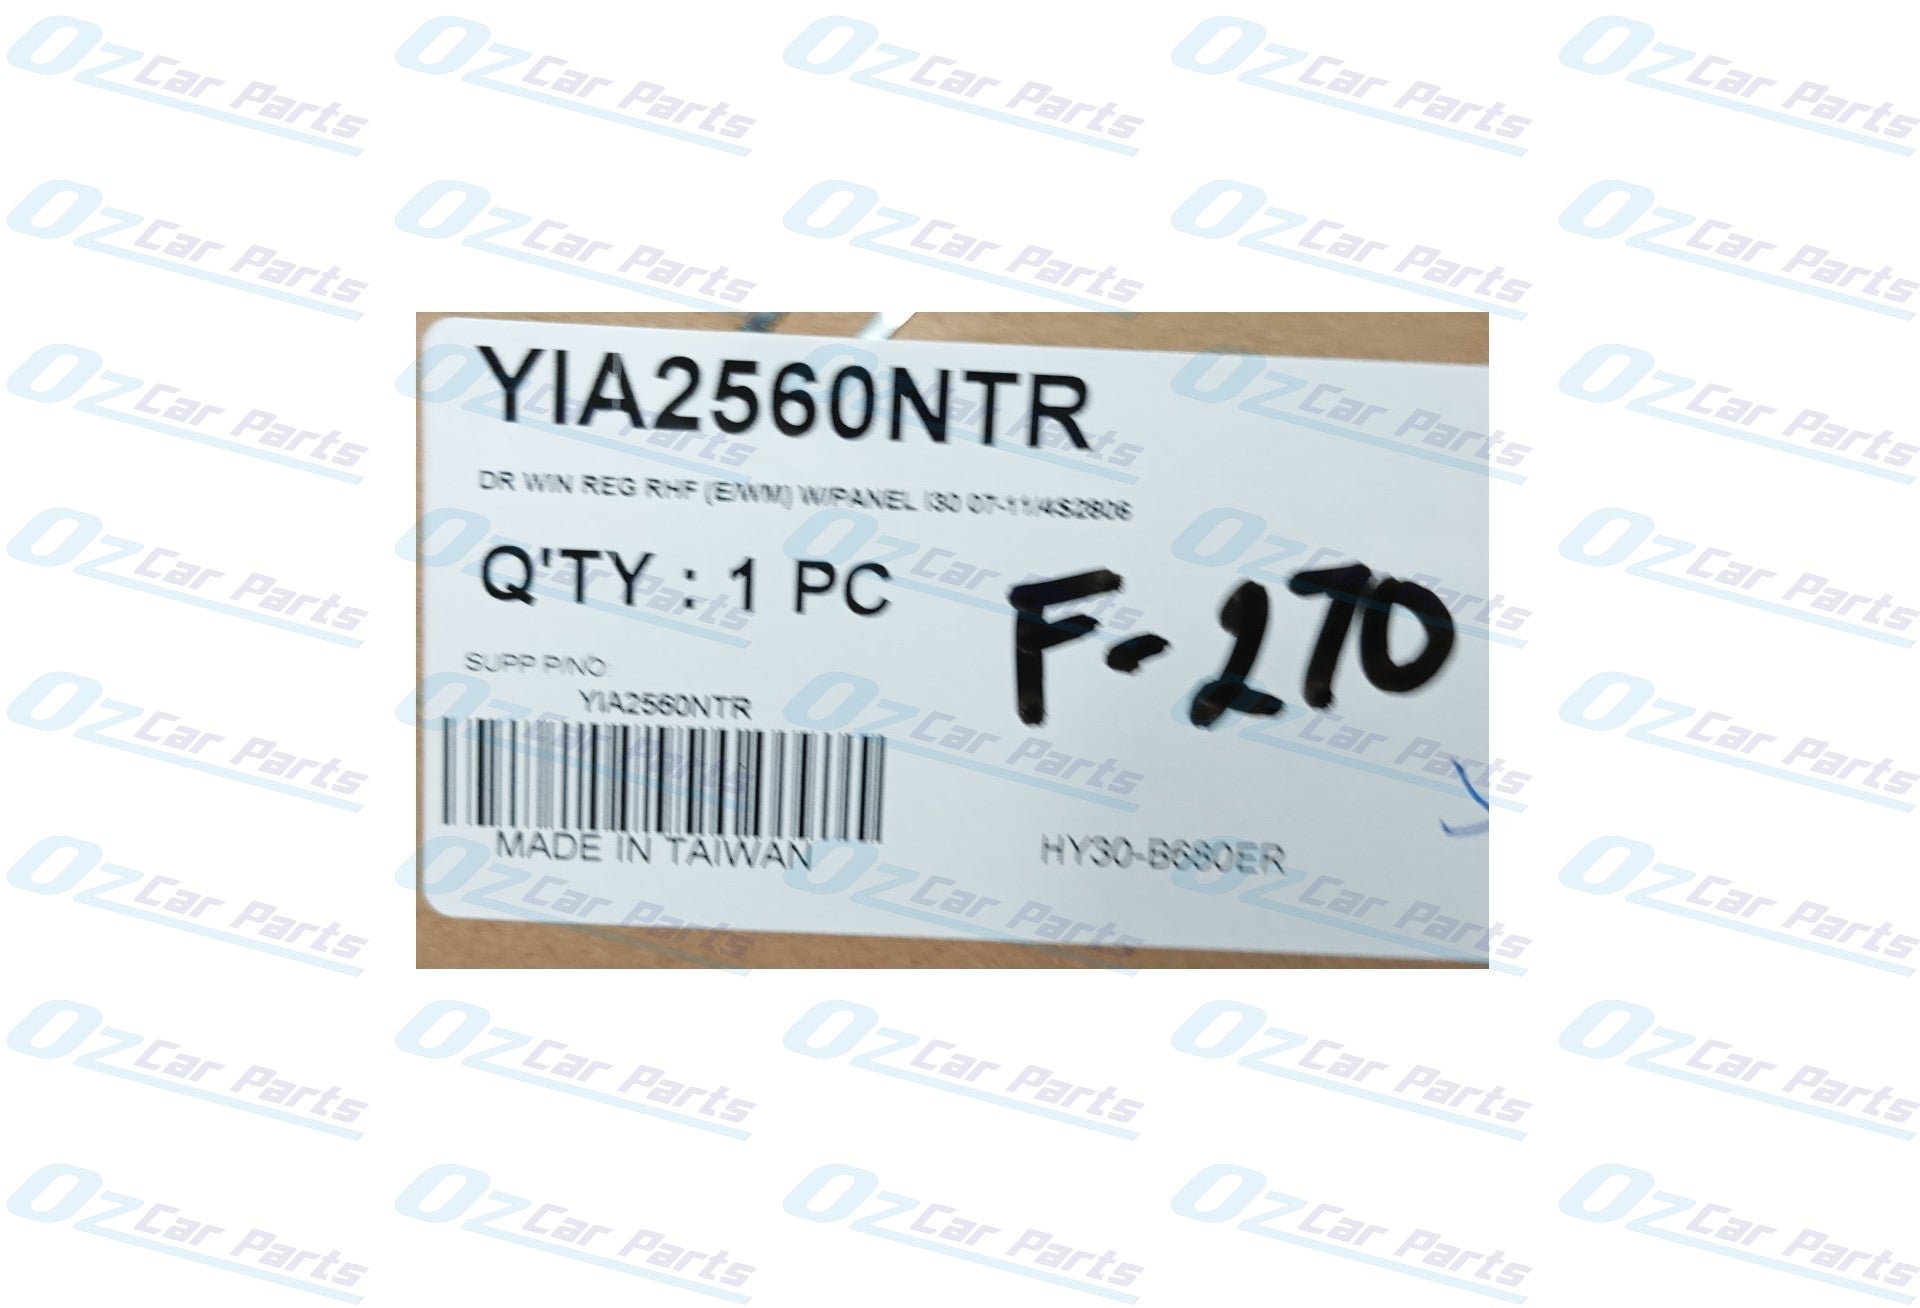 YIA2560NTR
DR WIN REG RHF (E/WM) W/PANEL I30 07-11/4S2806
Q'TY : 1 PC
F-270
SUPP P/NO:
YIA2560NTR
MADE IN TAIWAN
HY30-B680ER
Oz Car Parts